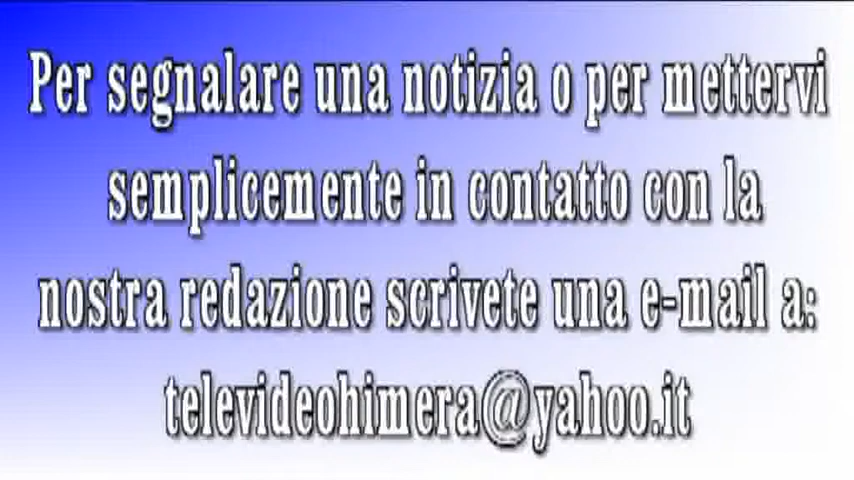 Per segnalare una notizia o per mettervi
semplicemente in contatto con la
nostra redazione scrivete una e-mail a:
televideohimera@yahoo.it